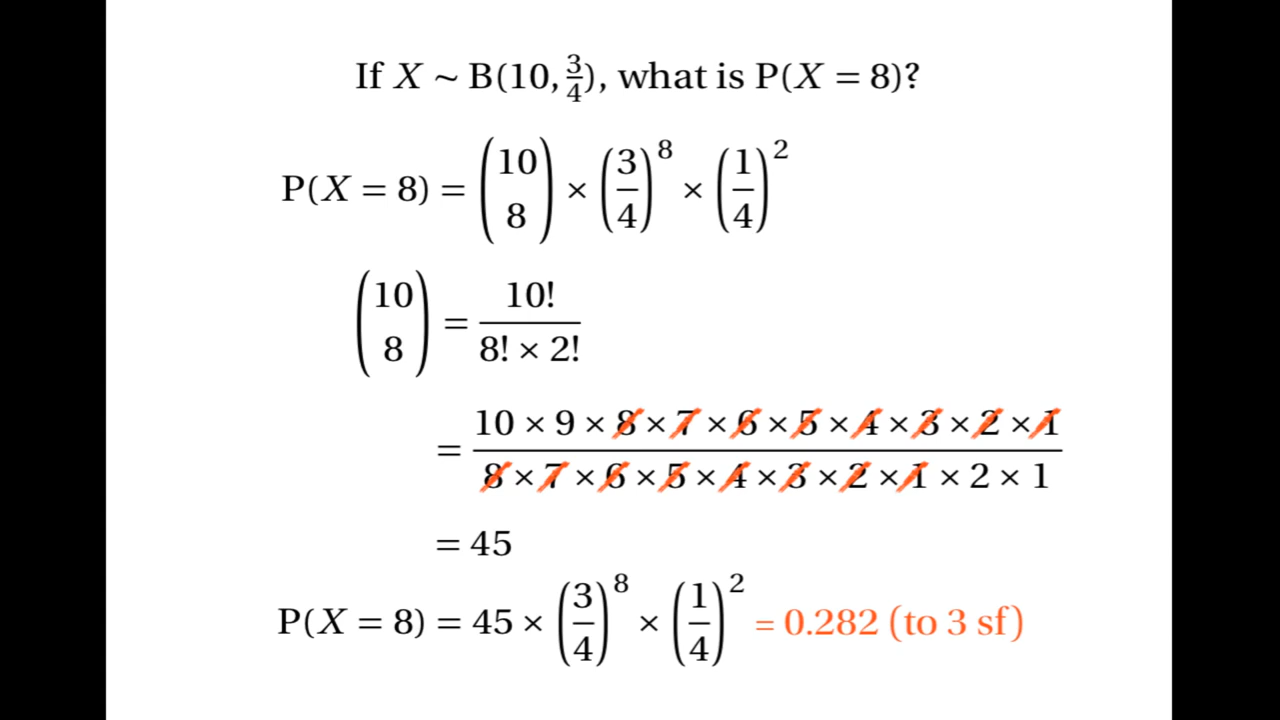 If X ~ B(10, 3/4), what is P(X = 8)?
P(X = 8) = (10 8) × (3/4)^8 × (1/4)^2
(10 8) = 10! / 8! × 2!
= 10 × 9 × 8 × 7 × 6 × 5 × 4 × 3 × 2 × 1 / 8 × 7 × 6 × 5 × 4 × 3 × 2 × 1 × 2 × 1
= 45
P(X = 8) = 45 × (3/4)^8 × (1/4)^2 = 0.282 (to 3 sf)